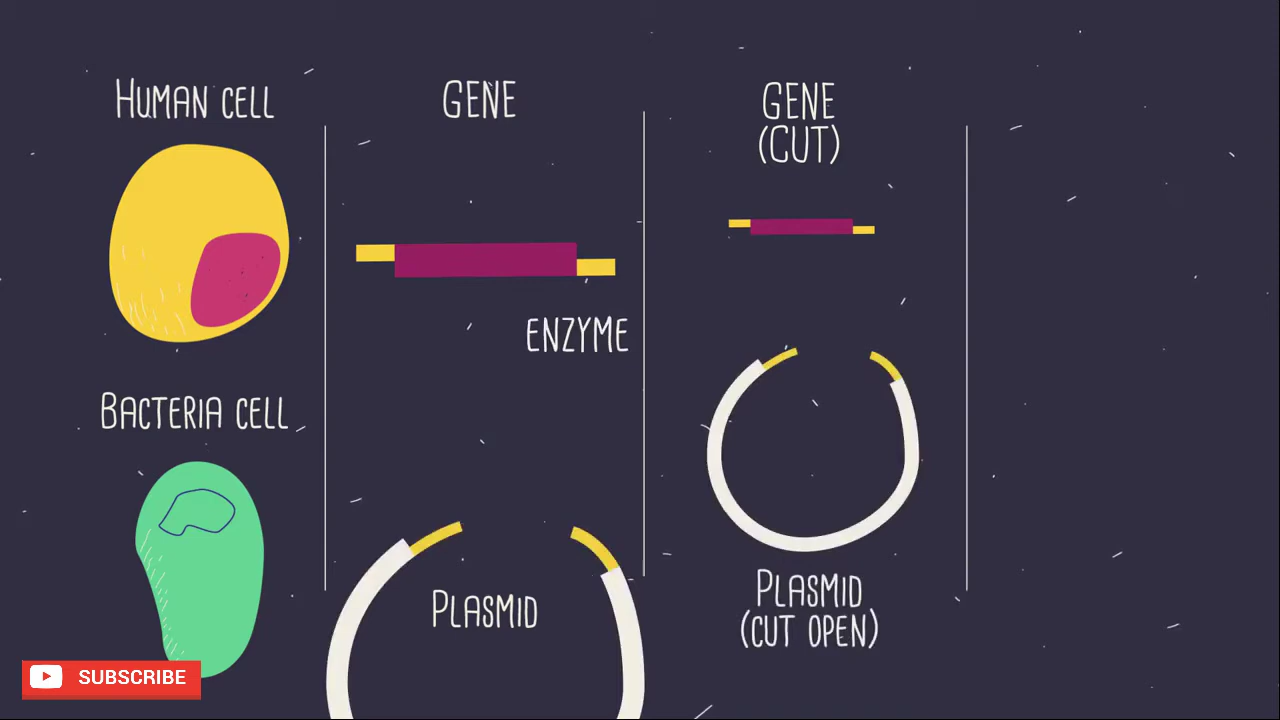 Human cell
GENE
GENE
(CUT)
ENZYME
Bacteria cell
Plasmid
Plasmid
(cut open)
SUBSCRIBE